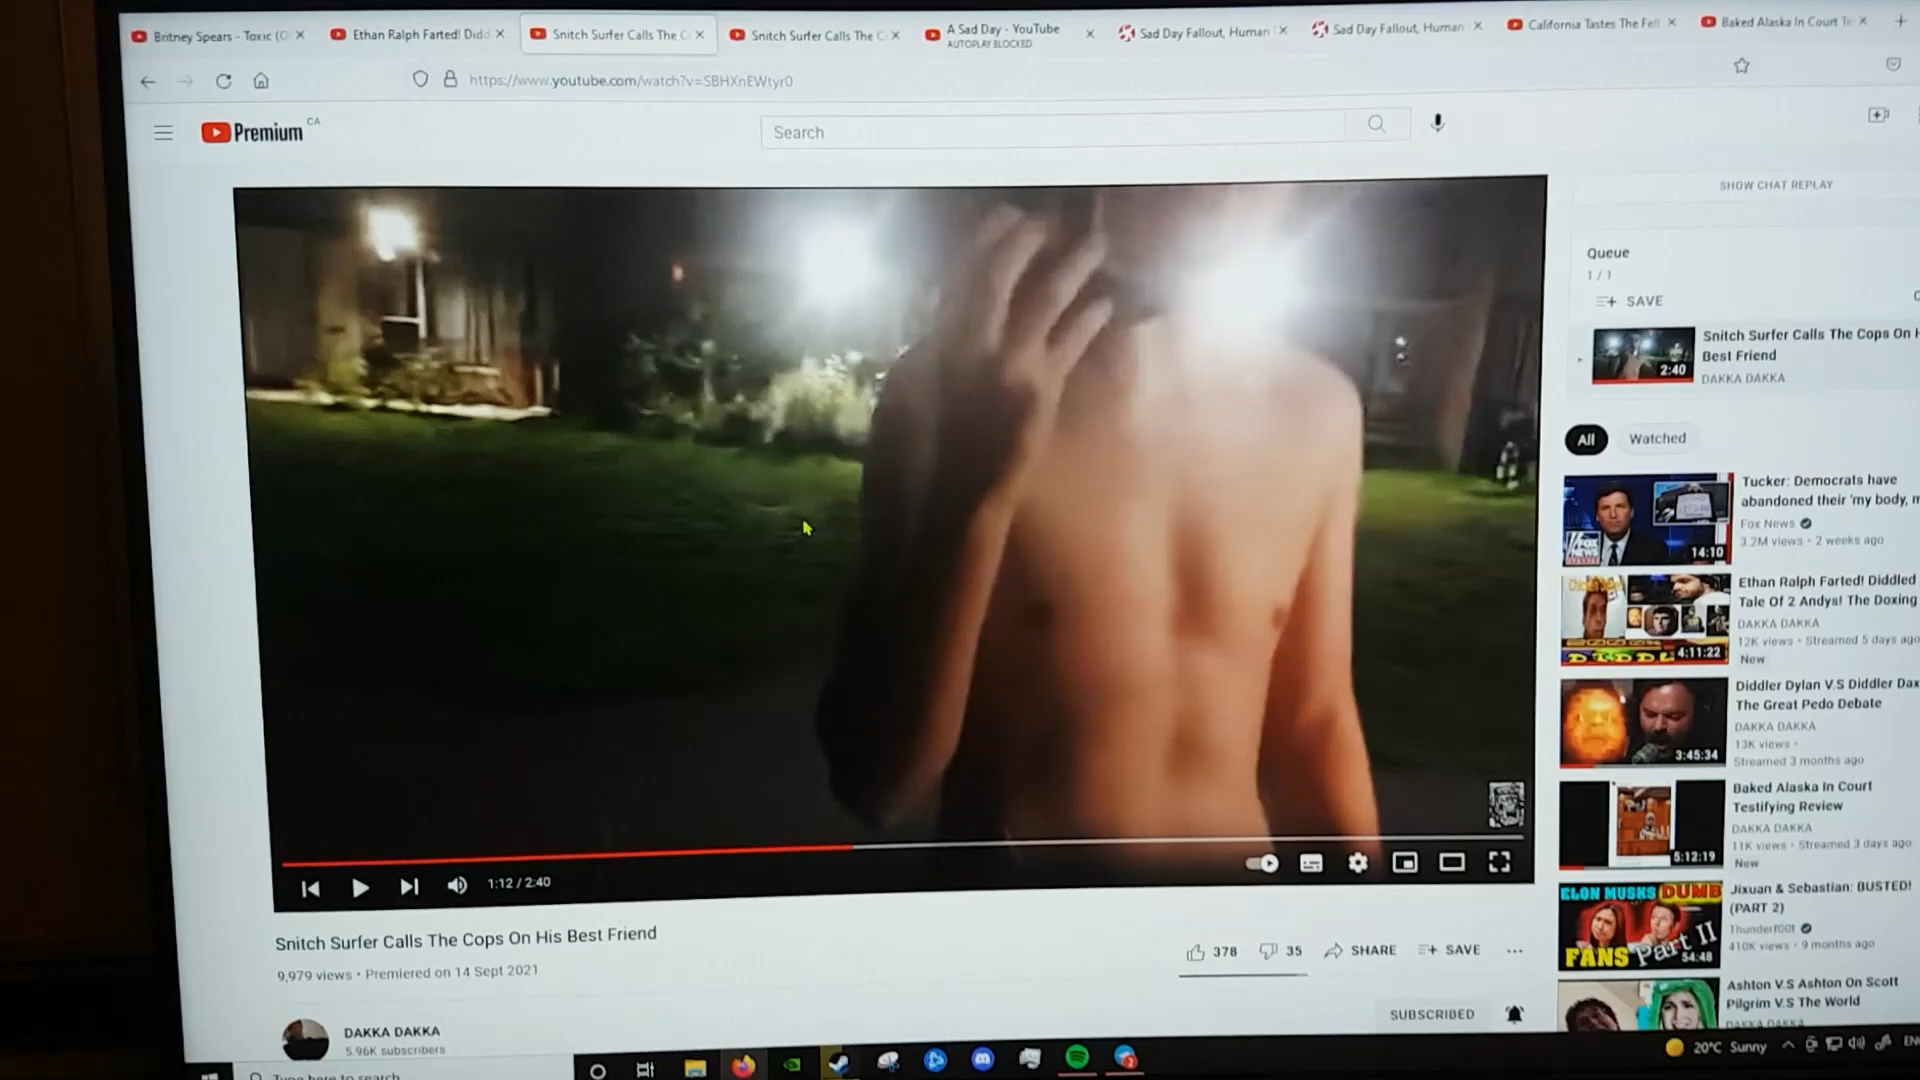 Britney Spears - Toxic (O
Ethan Ralph Farted! Didd
Snitch Surfer Calls The C
Snitch Surfer Calls The C
A Sad Day - YouTube
AUTOPLAY BLOCKED
Sad Day Fallout, Human
Sad Day Fallout, Human
California Tastes The Fel
Baked Alaska In Court Te
https://www.youtube.com/watch?v=SBHXnEWtyr0
Premium CA
Search
SHOW CHAT REPLAY
Queue
1 / 1
SAVE
Snitch Surfer Calls The Cops On H
Best Friend
DAKKA DAKKA
2:40
All
Watched
Tucker: Democrats have
abandoned their 'my body, m
Fox News
3.2M views • 2 weeks ago
14:10
Ethan Ralph Farted! Diddled
Tale Of 2 Andys! The Doxing
DAKKA DAKKA
12K views • Streamed 5 days ago
New
4:11:22
Diddler Dylan V.S Diddler Dax
The Great Pedo Debate
DAKKA DAKKA
13K views •
Streamed 3 months ago
3:45:34
Baked Alaska In Court
Testifying Review
DAKKA DAKKA
11K views • Streamed 3 days ago
New
5:12:19
ELON MUSKS DUMB
FANS Part II
54:48
Jixuan & Sebastian: BUSTED!
(PART 2)
Thunderf00t
410K views • 9 months ago
Ashton V.S Ashton On Scott
Pilgrim V.S The World
DAKKA DAKKA
1:12 / 2:40
Snitch Surfer Calls The Cops On His Best Friend
9,979 views • Premiered on 14 Sept 2021
378
35
SHARE
SAVE
DAKKA DAKKA
5.96K subscribers
SUBSCRIBED
Type here to search
20°C Sunny
EN